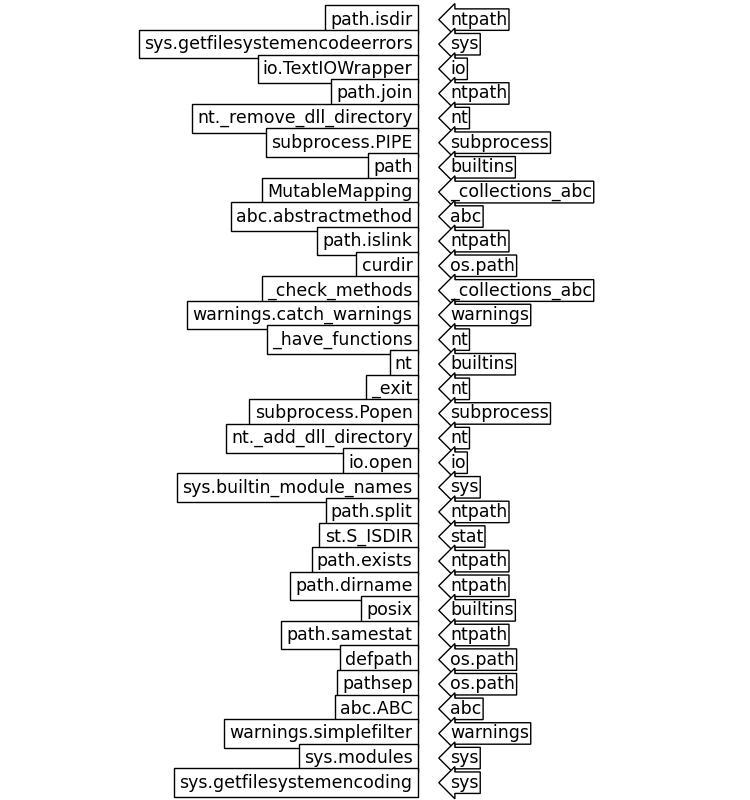 path.isdir ntpath
sys.getfilesystemencodeerrors sys
io.TextIOWrapper io
path.join ntpath
nt._remove_dll_directory nt
subprocess.PIPE subprocess
path builtins
MutableMapping _collections_abc
abc.abstractmethod abc
path.islink ntpath
curdir os.path
_check_methods _collections_abc
warnings.catch_warnings warnings
_have_functions nt
nt builtins
_exit nt
subprocess.Popen subprocess
nt._add_dll_directory nt
io.open io
sys.builtin_module_names sys
path.split ntpath
st.S_ISDIR stat
path.exists ntpath
path.dirname ntpath
posix builtins
path.samestat ntpath
defpath os.path
pathsep os.path
abc.ABC abc
warnings.simplefilter warnings
sys.modules sys
sys.getfilesystemencoding sys